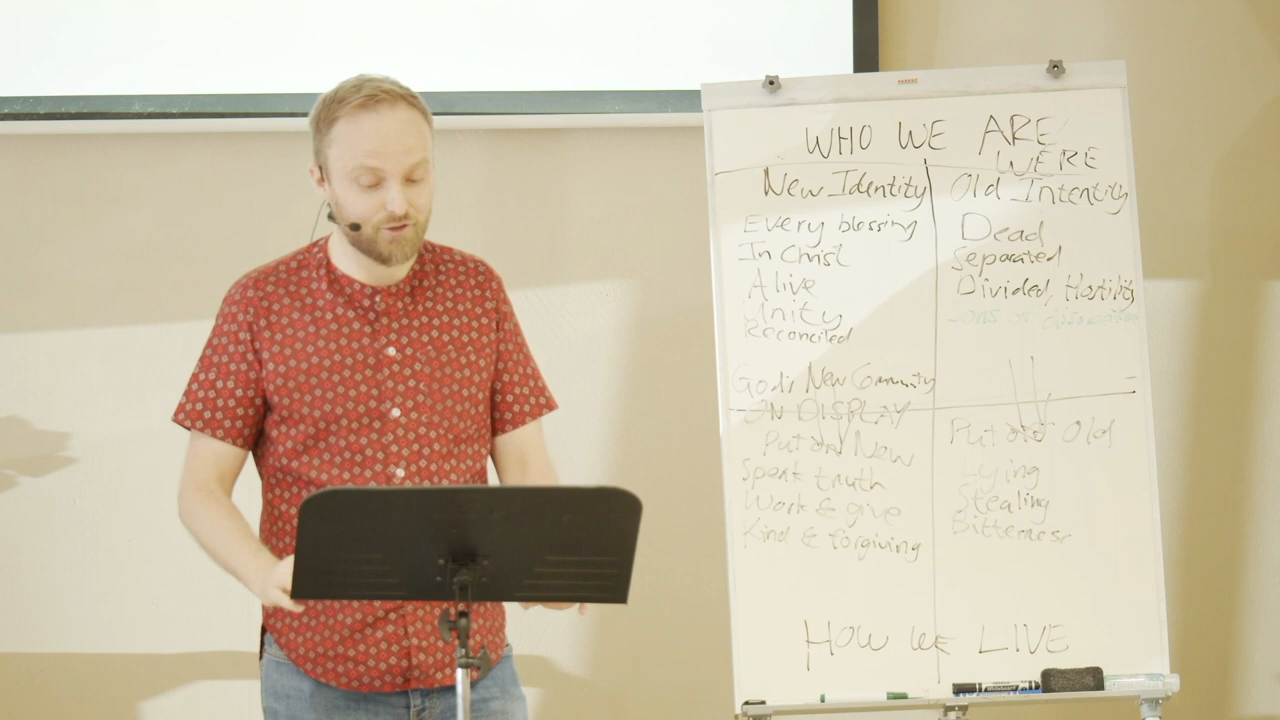 WHO WE ARE
WERE
New Identity
Every blessing
In Christ
Alive
Unity
Reconciled
God's New Community
ON DISPLAY
Put on New
Speak truth
Work & give
Kind & forgiving
Old Intentity
Dead
Separated
Divided, Hostility
sons of
Put off Old
Lying
Stealing
Bitterness
HOW WE LIVE